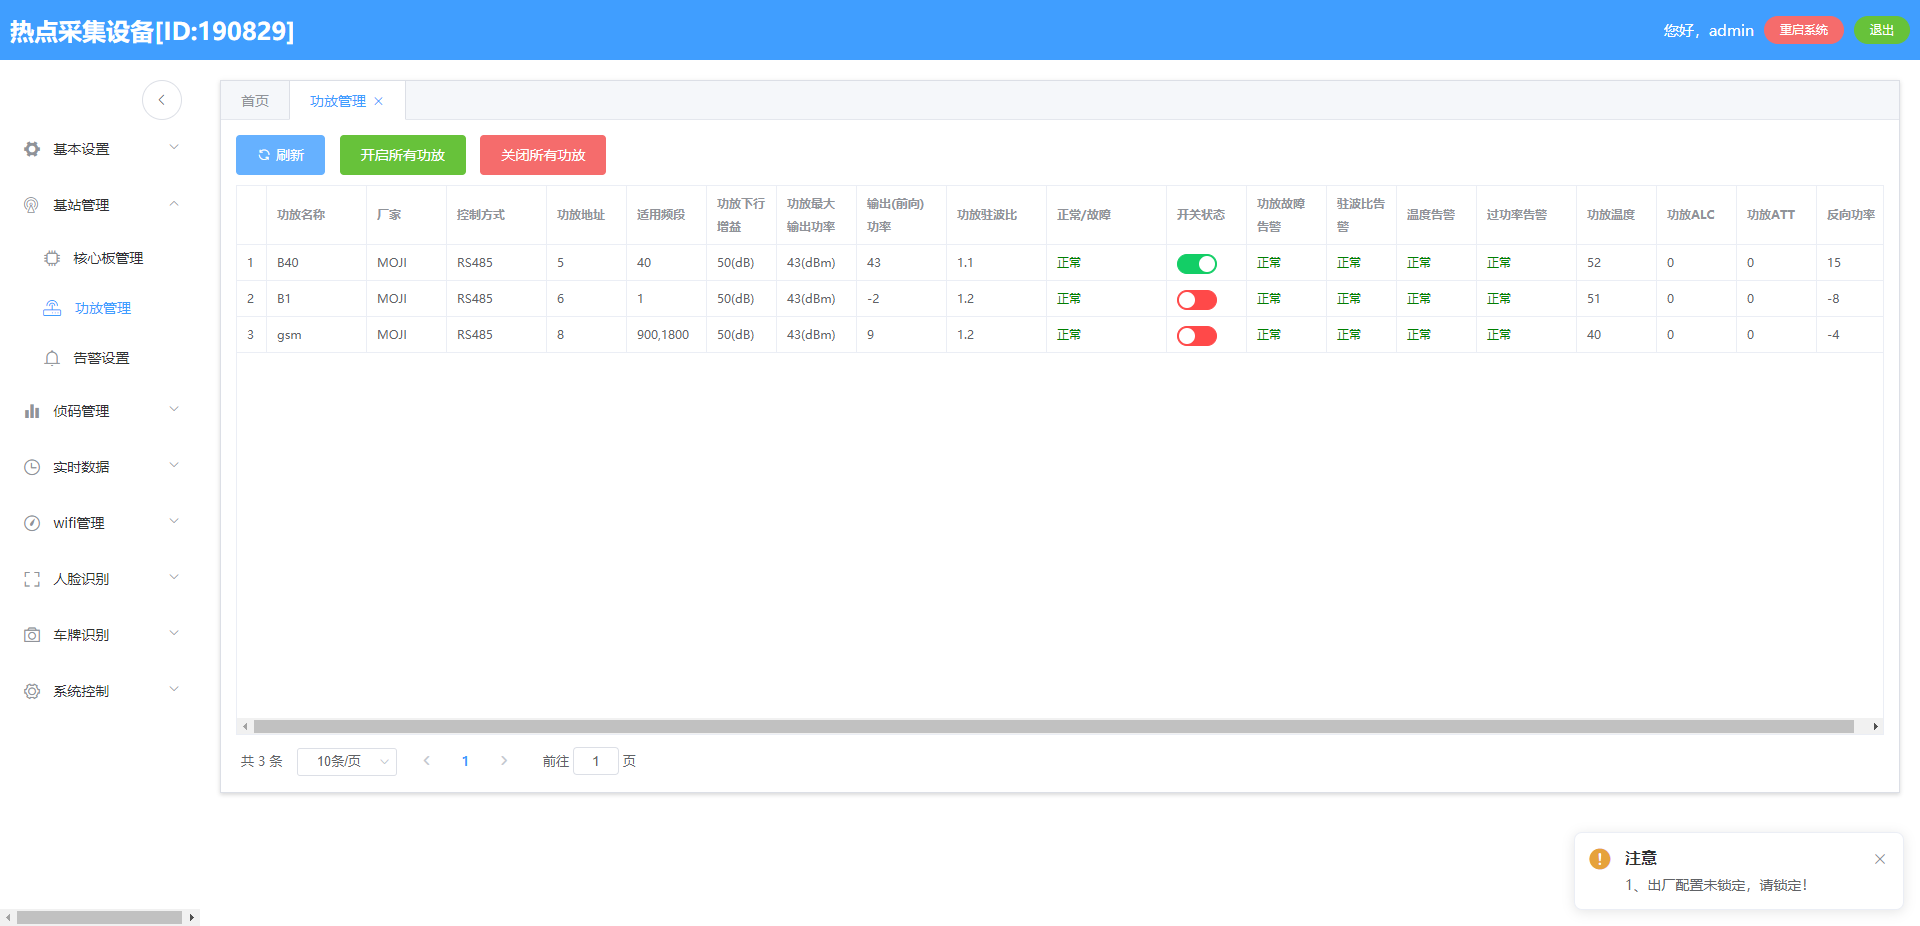 热点采集设备[ID:190829]
您好，admin 重启系统 退出
首页 功放管理
基本设置
基站管理
核心板管理
功放管理
告警设置
侦码管理
实时数据
wifi管理
人脸识别
车牌识别
系统控制
刷新 开启所有功放 关闭所有功放
功放名称 厂家 控制方式 功放地址 适用频段 功放下行增益 功放最大输出功率 输出(前向)功率 功放驻波比 正常/故障 开关状态 功放故障告警 驻波比告警 温度告警 过功率告警 功放温度 功放ALC 功放ATT 反向功率
1 B40 MOJI RS485 5 40 50(dB) 43(dBm) 43 1.1 正常 正常 正常 正常 正常 52 0 0 15
2 B1 MOJI RS485 6 1 50(dB) 43(dBm) -2 1.2 正常 正常 正常 正常 正常 51 0 0 -8
3 gsm MOJI RS485 8 900,1800 50(dB) 43(dBm) 9 1.2 正常 正常 正常 正常 正常 40 0 0 -4
共 3 条 10条/页 1 前往 1 页
注意
1、出厂配置未锁定，请锁定！